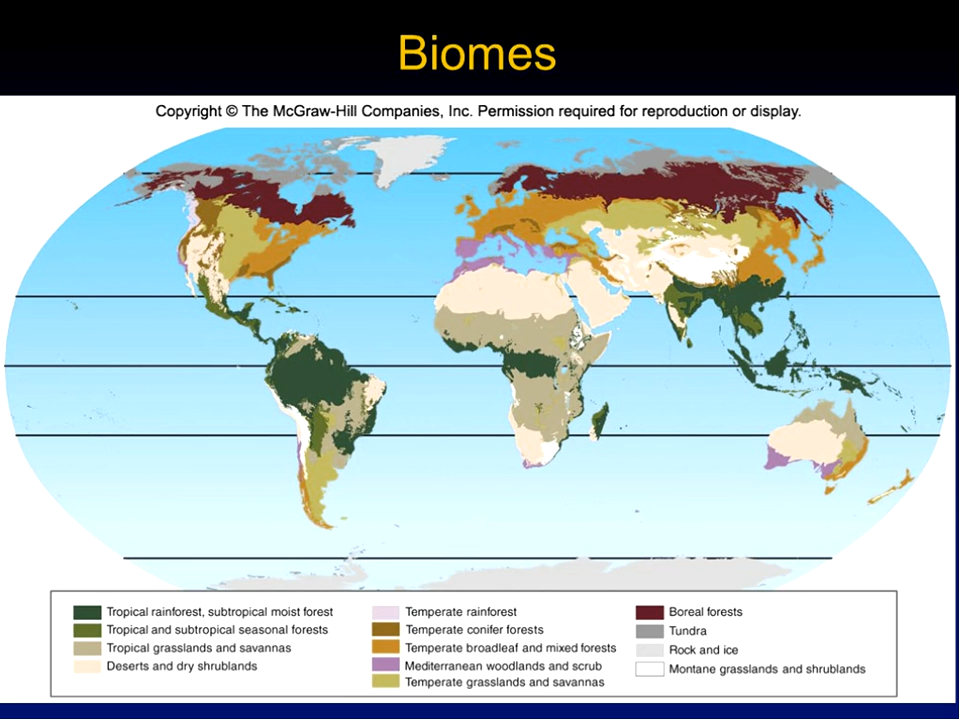 Biomes
Copyright © The McGraw-Hill Companies, Inc. Permission required for reproduction or display.
Tropical rainforest, subtropical moist forest
Tropical and subtropical seasonal forests
Tropical grasslands and savannas
Deserts and dry shrublands
Temperate rainforest
Temperate conifer forests
Temperate broadleaf and mixed forests
Mediterranean woodlands and scrub
Temperate grasslands and savannas
Boreal forests
Tundra
Rock and ice
Montane grasslands and shrublands